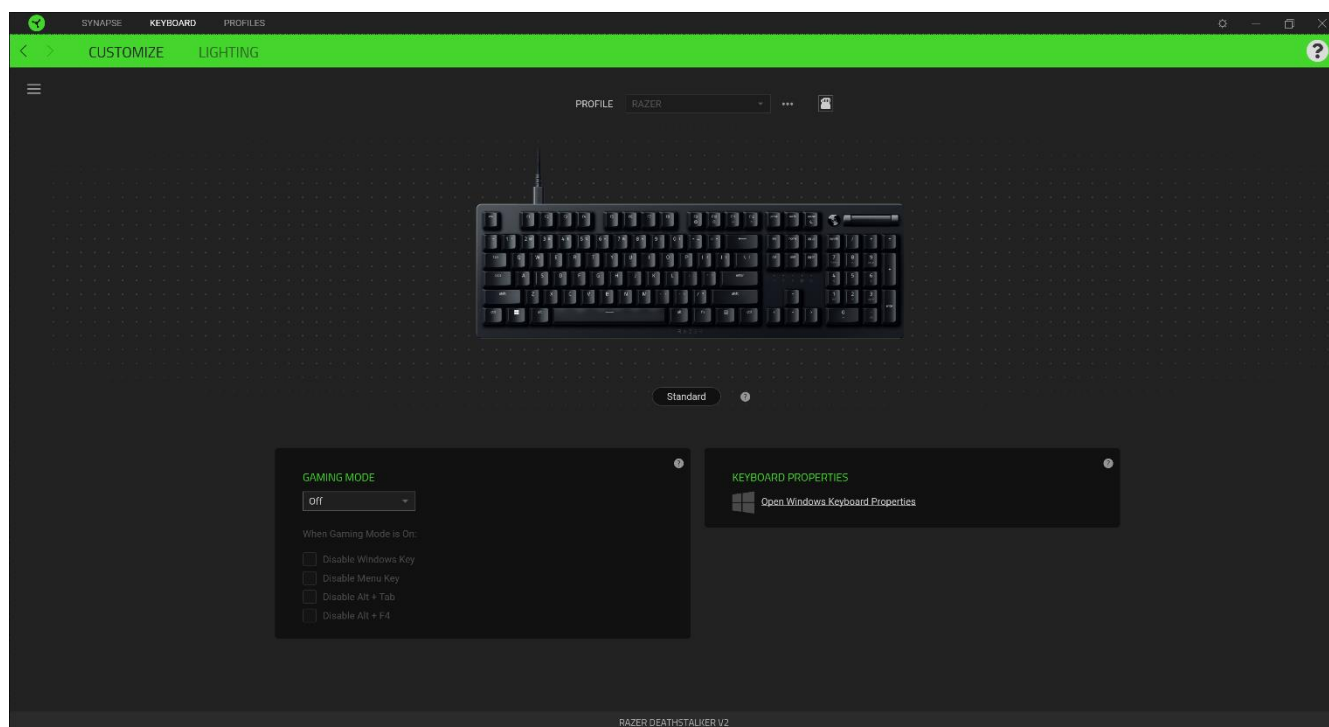 SYNAPSE KEYBOARD PROFILES
CUSTOMIZE LIGHTING ?
PROFILE RAZER
Standard ?
GAMING MODE ?
Off
When Gaming Mode is On:
Disable Windows Key
Disable Menu Key
Disable Alt + Tab
Disable Alt + F4
KEYBOARD PROPERTIES ?
Open Windows Keyboard Properties
RAZER DEATHSTALKER V2